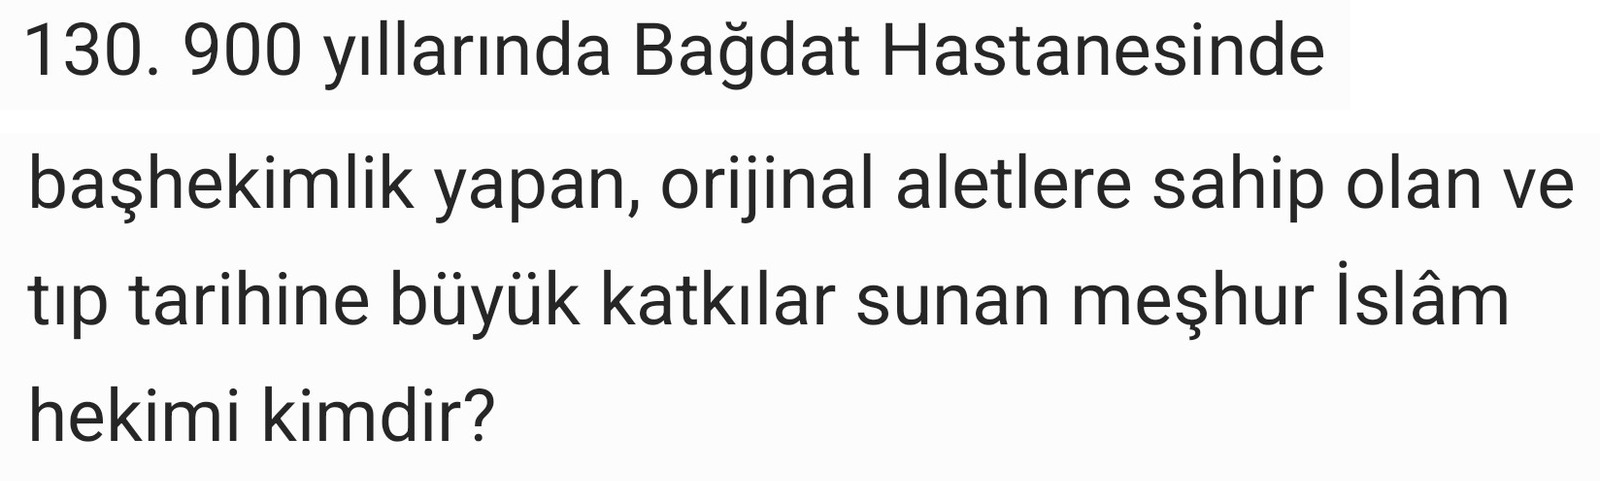 130. 900 yıllarında Bağdat Hastanesinde
başhekimlik yapan, orijinal aletlere sahip olan ve
tıp tarihine büyük katkılar sunan meşhur İslâm
hekimi kimdir?